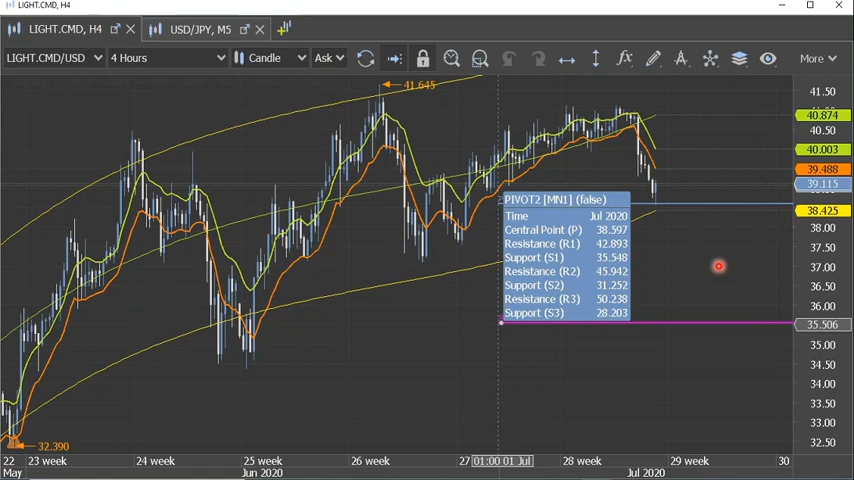 LIGHT.CMD, H4
LIGHT.CMD, H4
USD/JPY, M5
LIGHT.CMD/USD
4 Hours
Candle
Ask
More
41.645
32.390
PIVOT2 [MN1] (false)
Time Jul 2020
Central Point (P) 38.597
Resistance (R1) 42.893
Support (S1) 35.548
Resistance (R2) 45.942
Support (S2) 31.252
Resistance (R3) 50.238
Support (S3) 28.203
41.50
40.874
40.50
40.003
39.488
39.115
38.425
38.00
37.50
37.00
36.50
36.00
35.506
35.00
34.50
34.00
33.50
33.00
32.50
22 23 week 24 week 25 week 26 week 27 01:00 01 Jul 28 week 29 week 30
May Jun 2020 Jul 2020